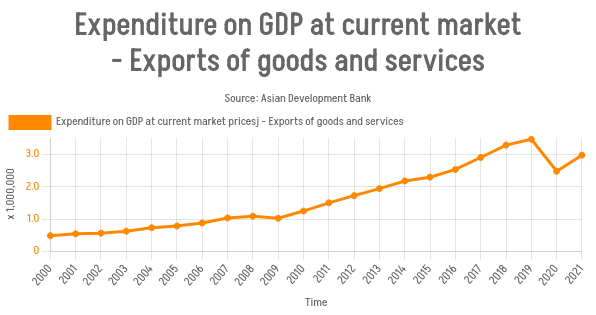 Expenditure on GDP at current market
- Exports of goods and services
Source: Asian Development Bank
Expenditure on GDP at current market pricesj - Exports of goods and services
x 1,000,000
3.0
2.0
1.0
0
2000 2001 2002 2003 2004 2005 2006 2007 2008 2009 2010 2011 2012 2013 2014 2015 2016 2017 2018 2019 2020 2021
Time